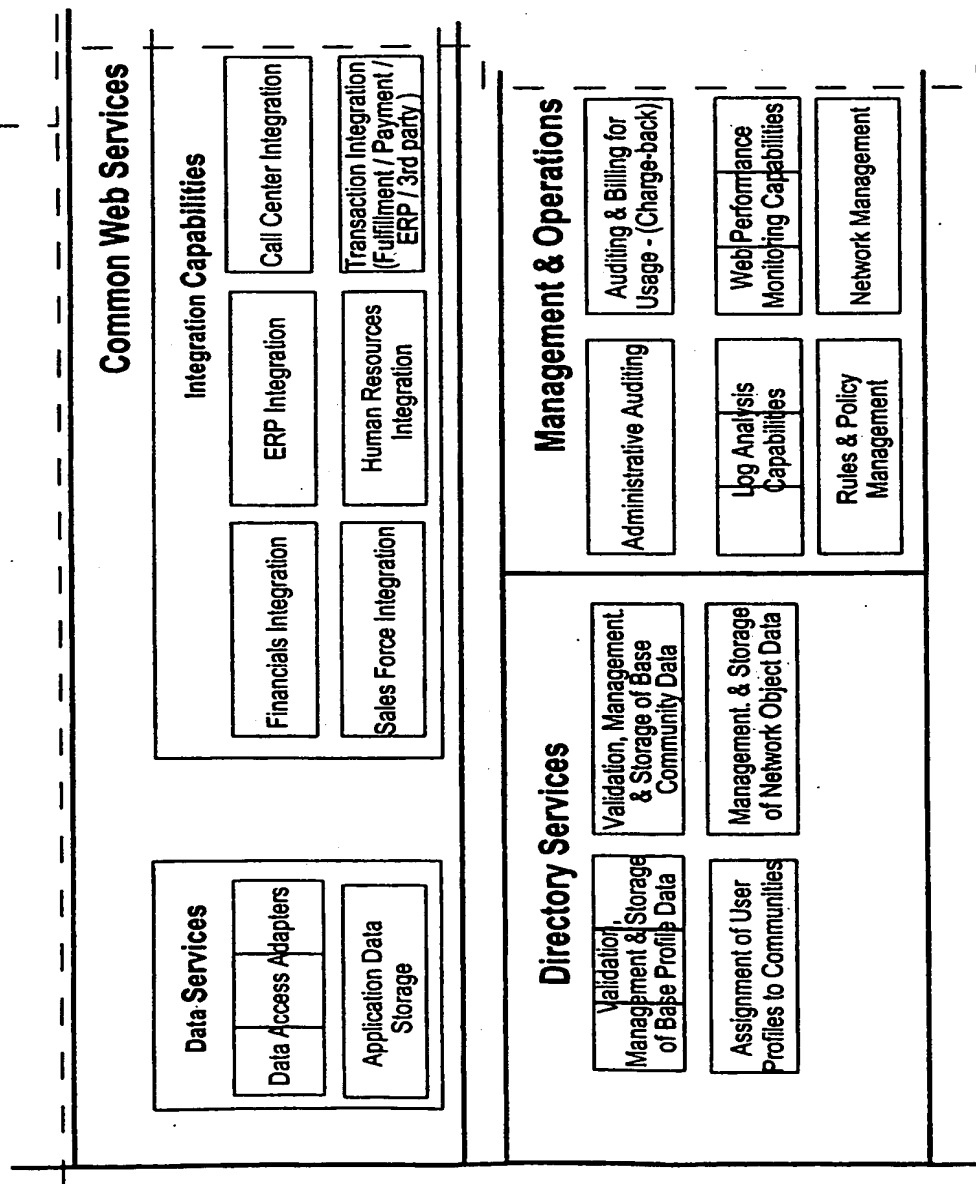 Common Web Services
Data Services
Data Access Adapters
Application Data
Storage
Integration Capabilities
Financials Integration
ERP Integration
Call Center Integration
Sales Force Integration
Human Resources
Integration
Transaction Integration
(Fulfillment / Payment /
ERP / 3rd party )
Directory Services
Validation,
Management & Storage
of Base Profile Data
Validation, Management.
& Storage of Base
Community Data
Assignment of User
Profiles to Communities
Management. & Storage
of Network Object Data
Management & Operations
Administrative Auditing
Auditing & Billing for
Usage - (Charge-back)
Log Analysis
Capabilities
Web Performance
Monitoring Capabilities
Rules & Policy
Management
Network Management